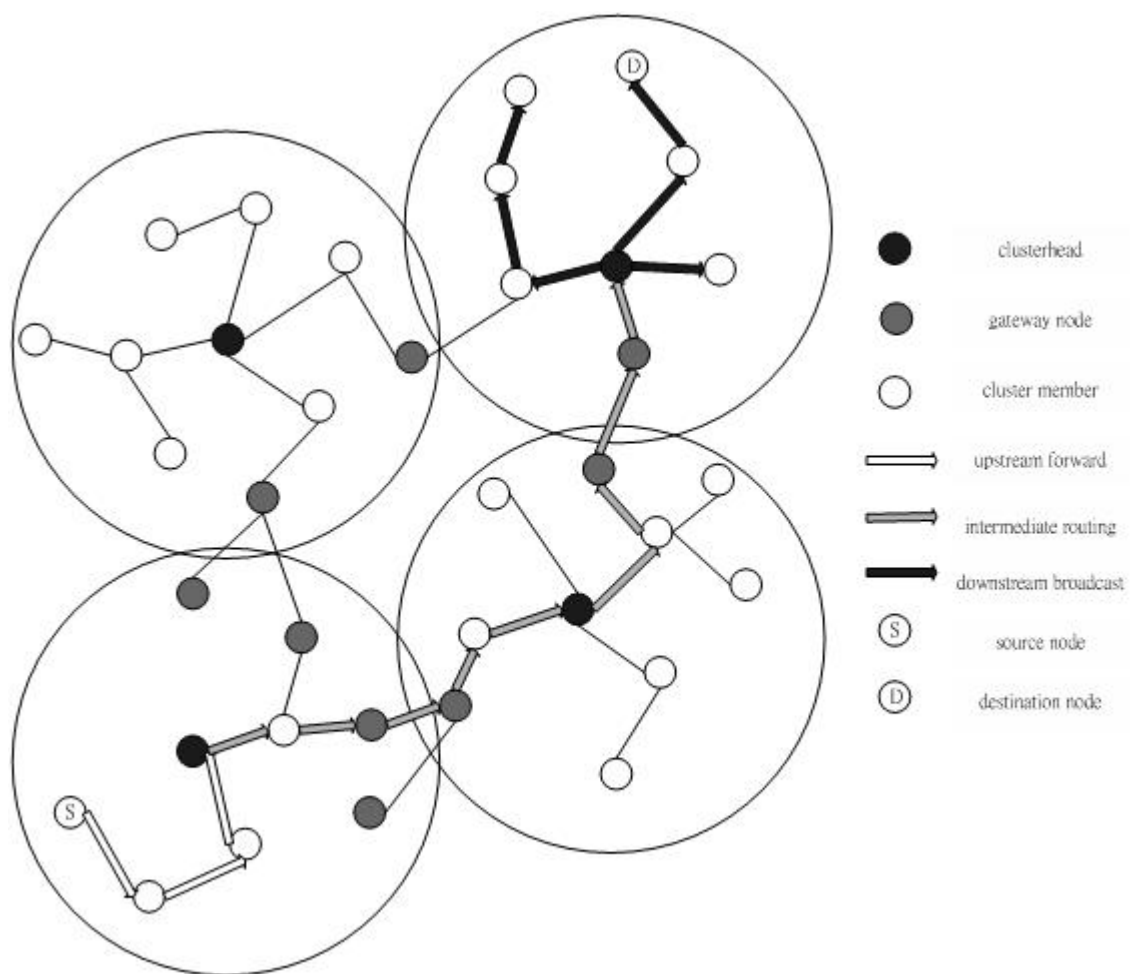 D
clusterhead
gateway node
cluster member
upstream forward
intermediate routing
downstream broadcast
S
source node
D
destination node
S